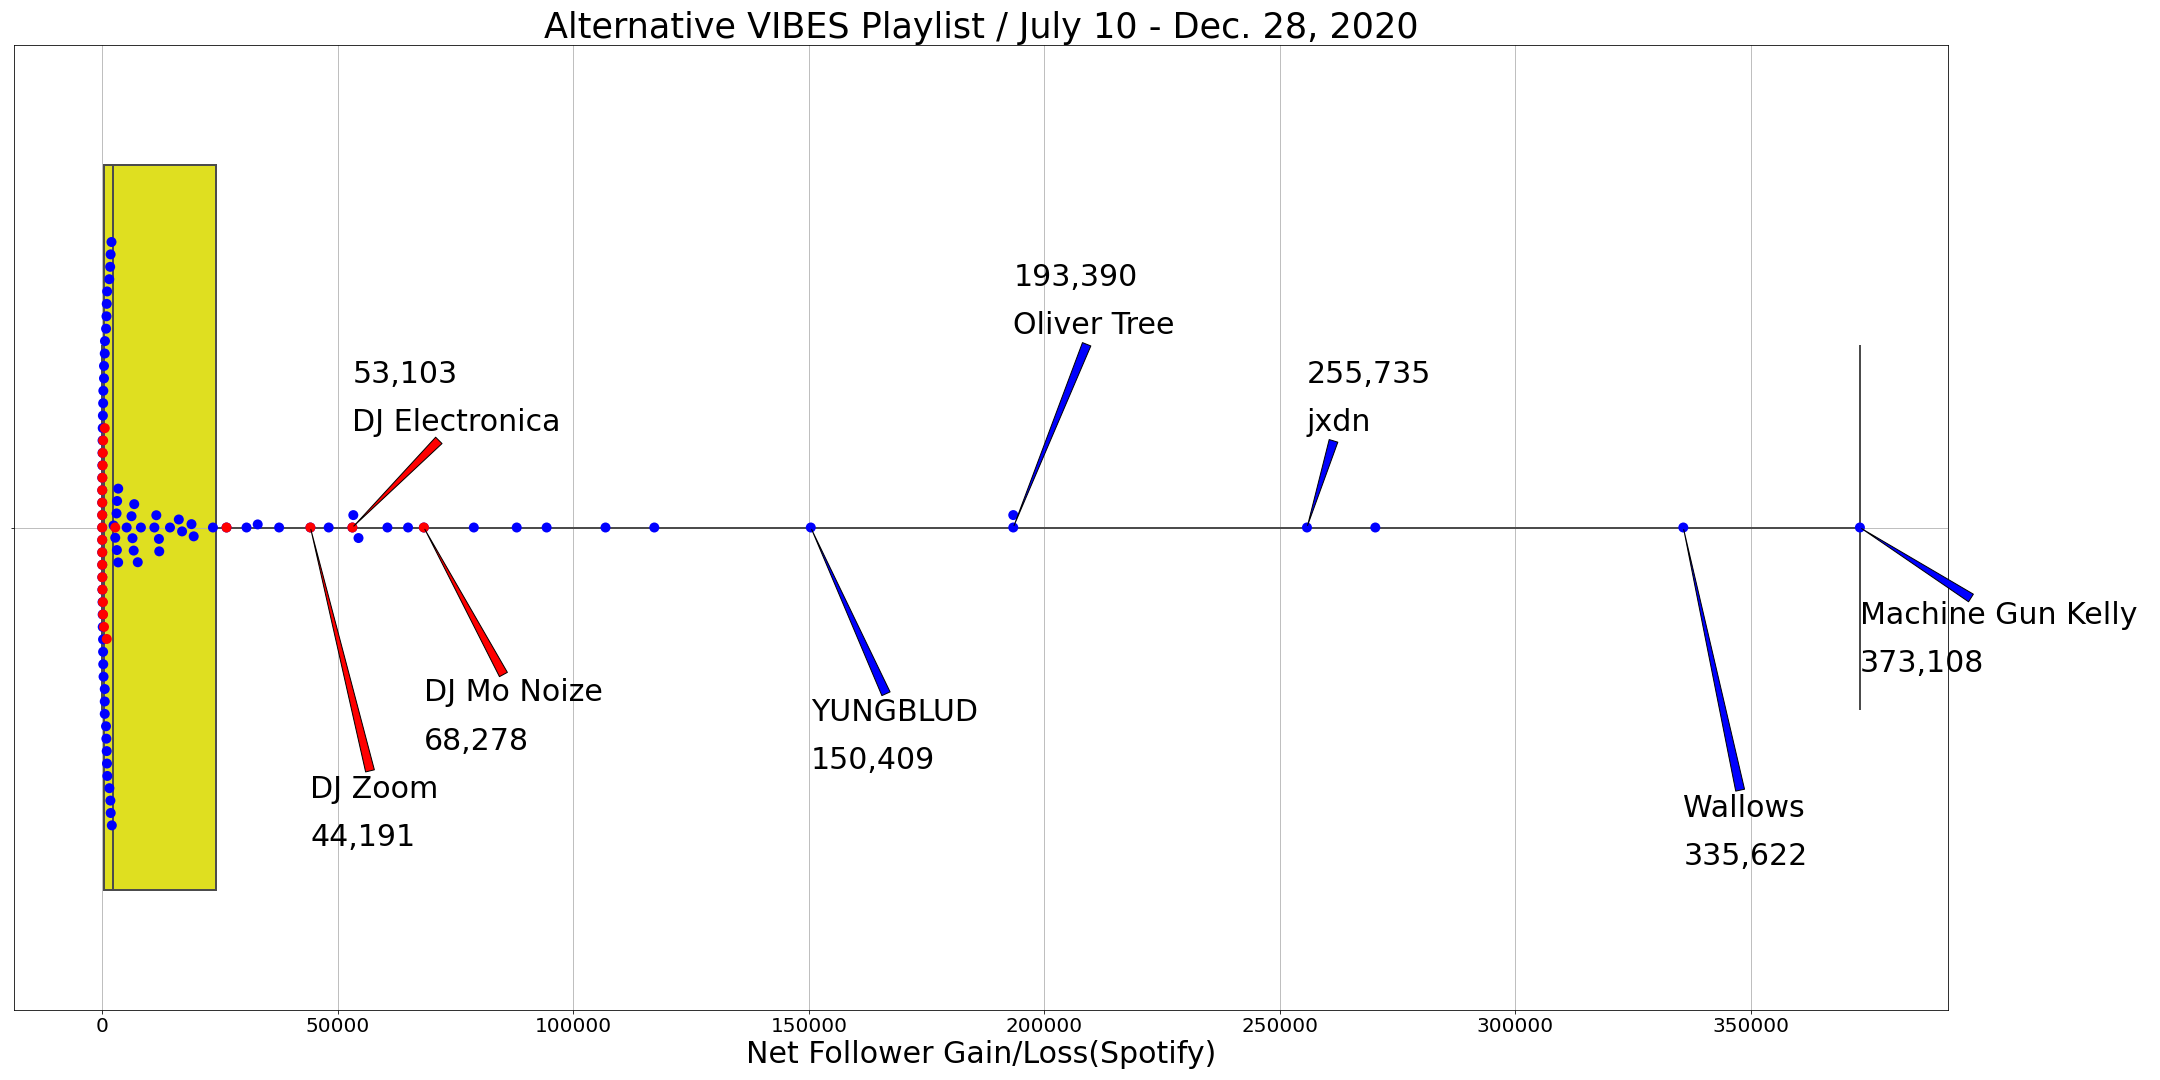 Alternative VIBES Playlist / July 10 - Dec. 28, 2020
193,390
Oliver Tree
53,103
DJ Electronica
255,735
jxdn
Machine Gun Kelly
373,108
DJ Mo Noize
68,278
YUNGBLUD
150,409
DJ Zoom
44,191
Wallows
335,622
0 50000 100000 150000 200000 250000 300000 350000
Net Follower Gain/Loss(Spotify)